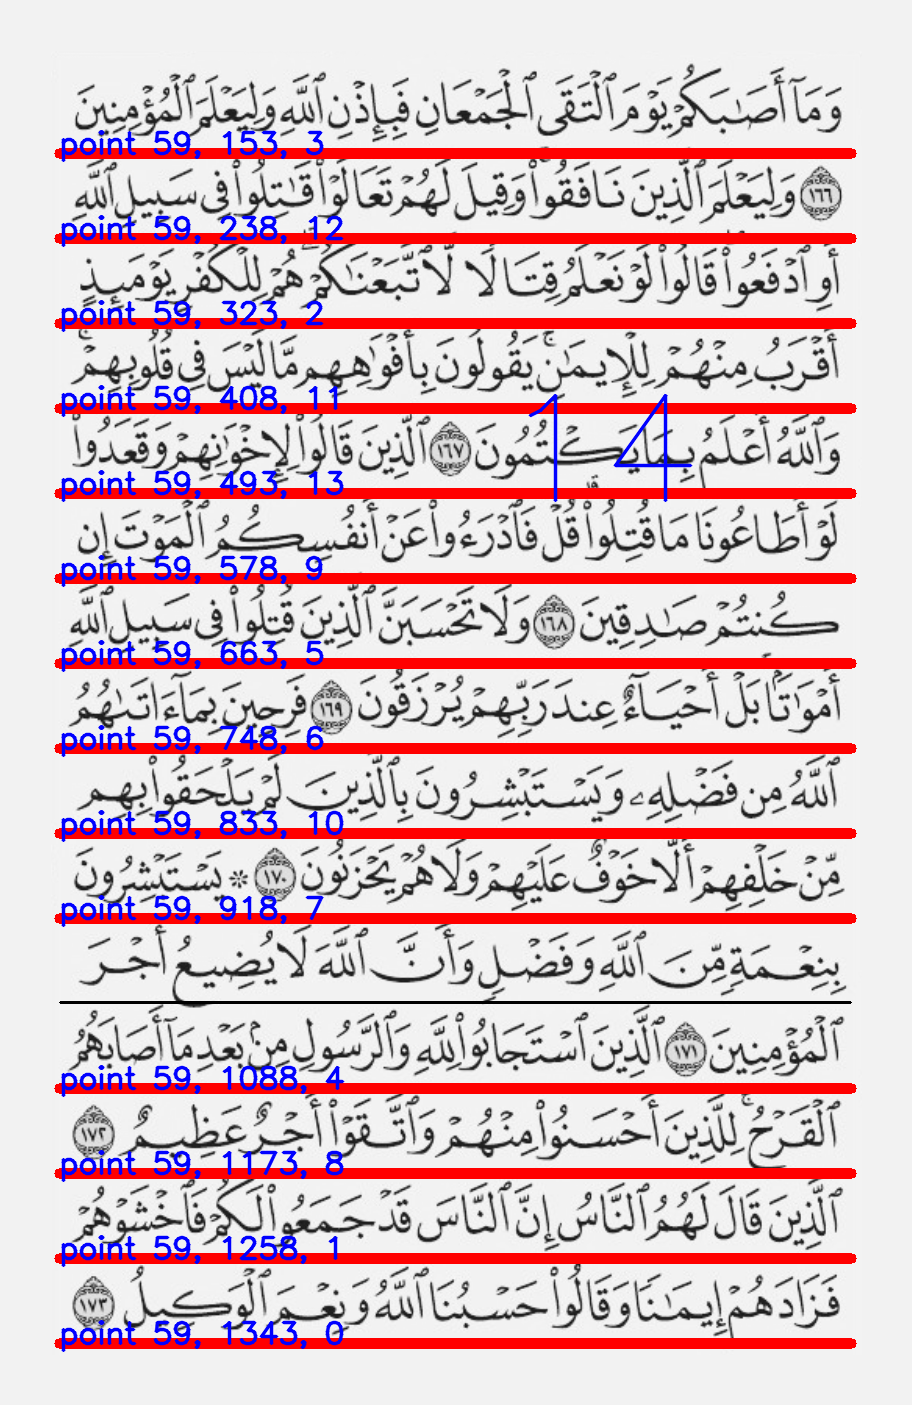 وَمَآ أَصَٰبَكُمْ يَوْمَ ٱلْتَقَى ٱلْجَمْعَانِ فَبِإِذْنِ ٱللَّهِ وَلِيَعْلَمَ ٱلْمُؤْمِنِينَ
point 59, 153, 3
١٦٦ وَلِيَعْلَمَ ٱلَّذِينَ نَافَقُوا۟ وَقِيلَ لَهُمْ تَعَالَوْا۟ قَٰتِلُوا۟ فِى سَبِيلِ ٱللَّهِ
point 59, 238, 12
أَوِ ٱدْفَعُوا۟ قَالُوا۟ لَوْ نَعْلَمُ قِتَالًا لَّٱتَّبَعْنَٰكُمْ هُمْ لِلْكُفْرِ يَوْمَئِذٍ
point 59, 323, 2
أَقْرَبُ مِنْهُمْ لِلْإِيمَٰنِ ۚ يَقُولُونَ بِأَفْوَٰهِهِم مَّا لَيْسَ فِى قُلُوبِهِمْ ۚ
point 59, 408, 11
14
وَٱللَّهُ أَعْلَمُ بِمَا يَكْتُمُونَ ١٦٧ ٱلَّذِينَ قَالُوا۟ لِإِخْوَٰنِهِمْ وَقَعَدُوا۟
point 59, 493, 13
لَوْ أَطَاعُونَا مَا قُتِلُوا۟ ۗ قُلْ فَٱدْرَءُوا۟ عَنْ أَنفُسِكُمُ ٱلْمَوْتَ إِن
point 59, 578, 9
كُنتُمْ صَٰدِقِينَ ١٦٨ وَلَا تَحْسَبَنَّ ٱلَّذِينَ قُتِلُوا۟ فِى سَبِيلِ ٱللَّهِ
point 59, 663, 5
أَمْوَٰتًۢا بَلْ أَحْيَآءٌ عِندَ رَبِّهِمْ يُرْزَقُونَ ١٦٩ فَرِحِينَ بِمَآ ءَاتَىٰهُمُ
point 59, 748, 6
ٱللَّهُ مِن فَضْلِهِۦ وَيَسْتَبْشِرُونَ بِٱلَّذِينَ لَمْ يَلْحَقُوا۟ بِهِم
point 59, 833, 10
مِّنْ خَلْفِهِمْ أَلَّا خَوْفٌ عَلَيْهِمْ وَلَا هُمْ يَحْزَنُونَ ١٧٠ ۞ يَسْتَبْشِرُونَ
point 59, 918, 7
بِنِعْمَةٍ مِّنَ ٱللَّهِ وَفَضْلٍ وَأَنَّ ٱللَّهَ لَا يُضِيعُ أَجْرَ
ٱلْمُؤْمِنِينَ ١٧١ ٱلَّذِينَ ٱسْتَجَابُوا۟ لِلَّهِ وَٱلرَّسُولِ مِنۢ بَعْدِ مَآ أَصَابَهُمُ
point 59, 1088, 4
ٱلْقَرْحُ ۚ لِلَّذِينَ أَحْسَنُوا۟ مِنْهُمْ وَٱتَّقَوْا۟ أَجْرٌ عَظِيمٌ ١٧٢
point 59, 1173, 8
ٱلَّذِينَ قَالَ لَهُمُ ٱلنَّاسُ إِنَّ ٱلنَّاسَ قَدْ جَمَعُوا۟ لَكُمْ فَٱخْشَوْهُمْ
point 59, 1258, 1
فَزَادَهُمْ إِيمَٰنًا وَقَالُوا۟ حَسْبُنَا ٱللَّهُ وَنِعْمَ ٱلْوَكِيلُ ١٧٣
point 59, 1343, 0